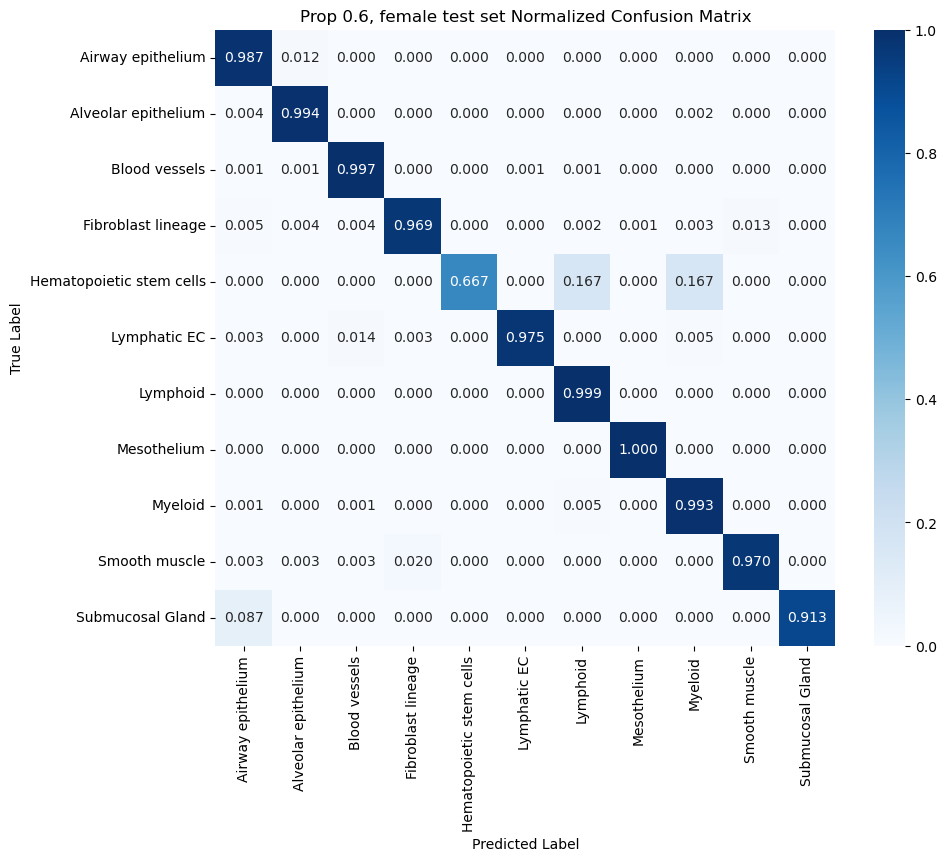 Prop 0.6, female test set Normalized Confusion Matrix
Airway epithelium 0.987 0.012 0.000 0.000 0.000 0.000 0.000 0.000 0.000 0.000 0.000
Alveolar epithelium 0.004 0.994 0.000 0.000 0.000 0.000 0.000 0.000 0.002 0.000 0.000
Blood vessels 0.001 0.001 0.997 0.000 0.000 0.001 0.001 0.000 0.000 0.000 0.000
Fibroblast lineage 0.005 0.004 0.004 0.969 0.000 0.000 0.002 0.001 0.003 0.013 0.000
Hematopoietic stem cells 0.000 0.000 0.000 0.000 0.667 0.000 0.167 0.000 0.167 0.000 0.000
Lymphatic EC 0.003 0.000 0.014 0.003 0.000 0.975 0.000 0.000 0.005 0.000 0.000
Lymphoid 0.000 0.000 0.000 0.000 0.000 0.000 0.999 0.000 0.000 0.000 0.000
Mesothelium 0.000 0.000 0.000 0.000 0.000 0.000 0.000 1.000 0.000 0.000 0.000
Myeloid 0.001 0.000 0.001 0.000 0.000 0.000 0.005 0.000 0.993 0.000 0.000
Smooth muscle 0.003 0.003 0.003 0.020 0.000 0.000 0.000 0.000 0.000 0.970 0.000
Submucosal Gland 0.087 0.000 0.000 0.000 0.000 0.000 0.000 0.000 0.000 0.000 0.913
True Label
Airway epithelium
Alveolar epithelium
Blood vessels
Fibroblast lineage
Hematopoietic stem cells
Lymphatic EC
Lymphoid
Mesothelium
Myeloid
Smooth muscle
Submucosal Gland
Predicted Label
1.0
0.8
0.6
0.4
0.2
0.0